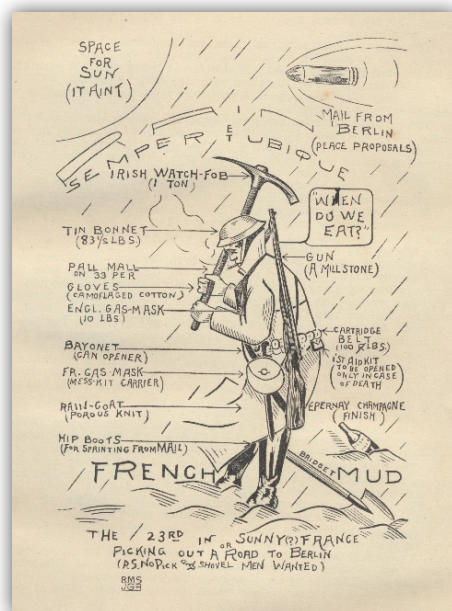 SPACE
FOR
SUN
(IT AINT)
MAIL FROM
BERLIN
(PEACE PROPOSALS)
SEMPER ET UBIQUE
IRISH WATCH-FOB
(1 TON)
"WHEN
DO WE
EAT?"
TIN BONNET
(83 1/2 LBS)
GUN
(A MILLSTONE)
PALL MALL
ON 33 PER
GLOVES
(CAMOFLAGED COTTON)
ENGL. GAS-MASK
(10 LBS)
CARTRIDGE
BELT
(100 LBS.)
BAYONET
(CAN OPENER)
1ST AID KIT
TO BE OPENED
ONLY IN CASE
OF DEATH
FR. GAS MASK
(MESS-KIT CARRIER)
RAIN-COAT
(POROUS KNIT)
EPERNAY CHAMPAGNE
(FINISH)
HIP BOOTS
(FOR SPRINTING FROM MAIL)
BRIDGET
FRENCH MUD
THE / 23RD IN OR SUNNY(?) FRANCE
PICKING OUT A ROAD TO BERLIN
(P.S. NO PICK SHOVEL MEN WANTED)
RMS
JGR